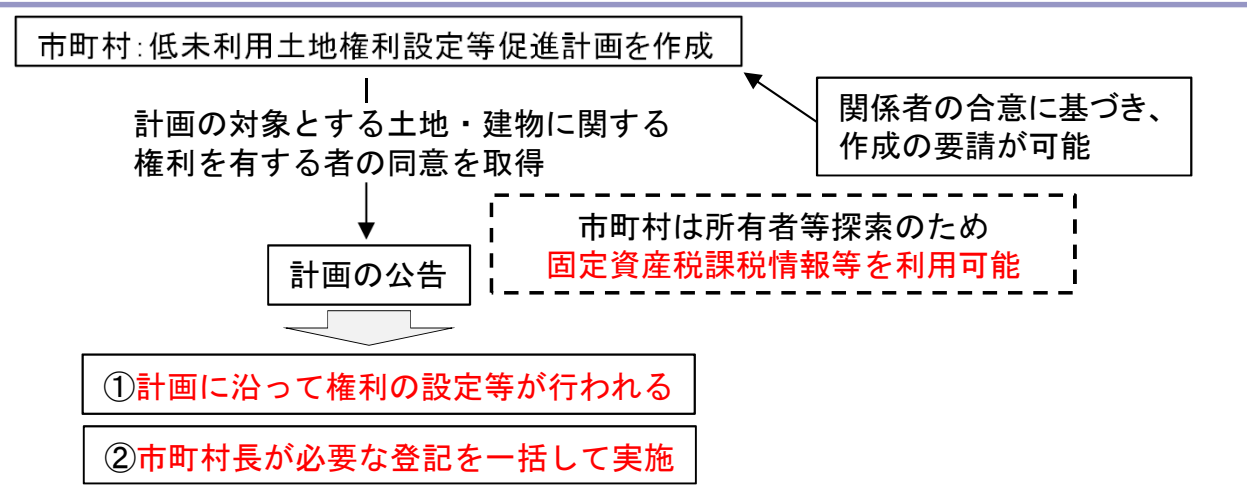 市町村:低未利用土地権利設定等促進計画を作成
関係者の合意に基づき、
作成の要請が可能
計画の対象とする土地・建物に関する
権利を有する者の同意を取得
市町村は所有者等探索のため
固定資産税課税情報等を利用可能
計画の公告
①計画に沿って権利の設定等が行われる
②市町村長が必要な登記を一括して実施